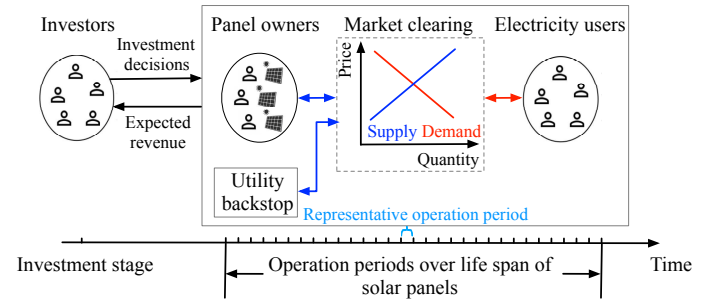 Investors
Panel owners
Market clearing
Electricity users
Investment
decisions
Expected
revenue
Price
Supply Demand
Quantity
Utility
backstop
Representative operation period
Investment stage
Operation periods over life span of
solar panels
Time